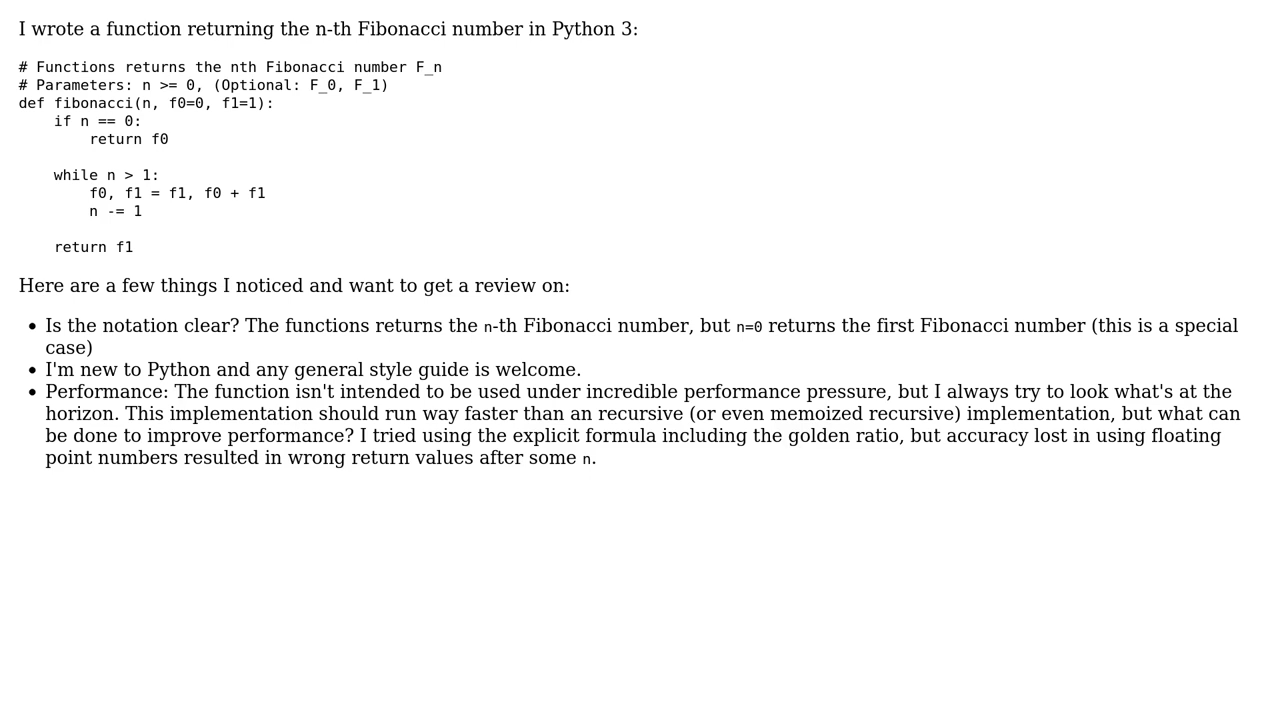 I wrote a function returning the n-th Fibonacci number in Python 3:
# Functions returns the nth Fibonacci number F_n
# Parameters: n >= 0, (Optional: F_0, F_1)
def fibonacci(n, f0=0, f1=1):
    if n == 0:
        return f0
    while n > 1:
        f0, f1 = f1, f0 + f1
        n -= 1
    return f1
Here are a few things I noticed and want to get a review on:
• Is the notation clear? The functions returns the n-th Fibonacci number, but n=0 returns the first Fibonacci number (this is a special
case)
• I'm new to Python and any general style guide is welcome.
• Performance: The function isn't intended to be used under incredible performance pressure, but I always try to look what's at the
horizon. This implementation should run way faster than an recursive (or even memoized recursive) implementation, but what can
be done to improve performance? I tried using the explicit formula including the golden ratio, but accuracy lost in using floating
point numbers resulted in wrong return values after some n.